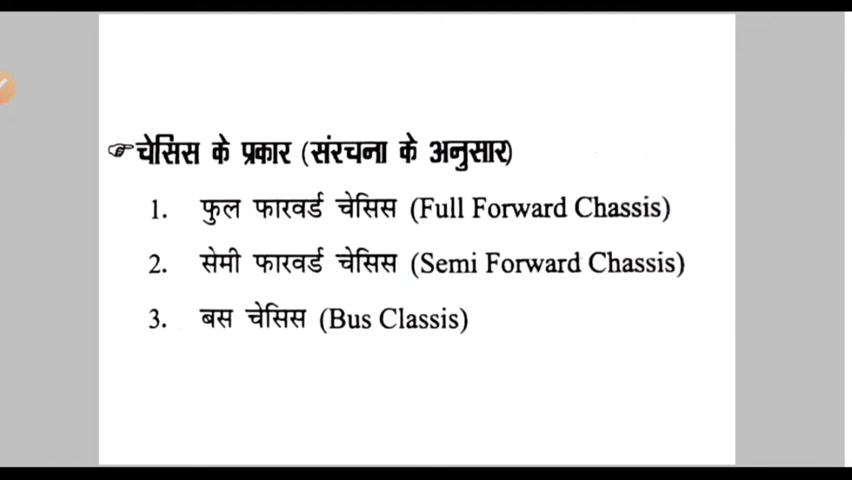 ☞चेसिस के प्रकार (संरचना के अनुसार)
1. फुल फारवर्ड चेसिस (Full Forward Chassis)
2. सेमी फारवर्ड चेसिस (Semi Forward Chassis)
3. बस चेसिस (Bus Classis)